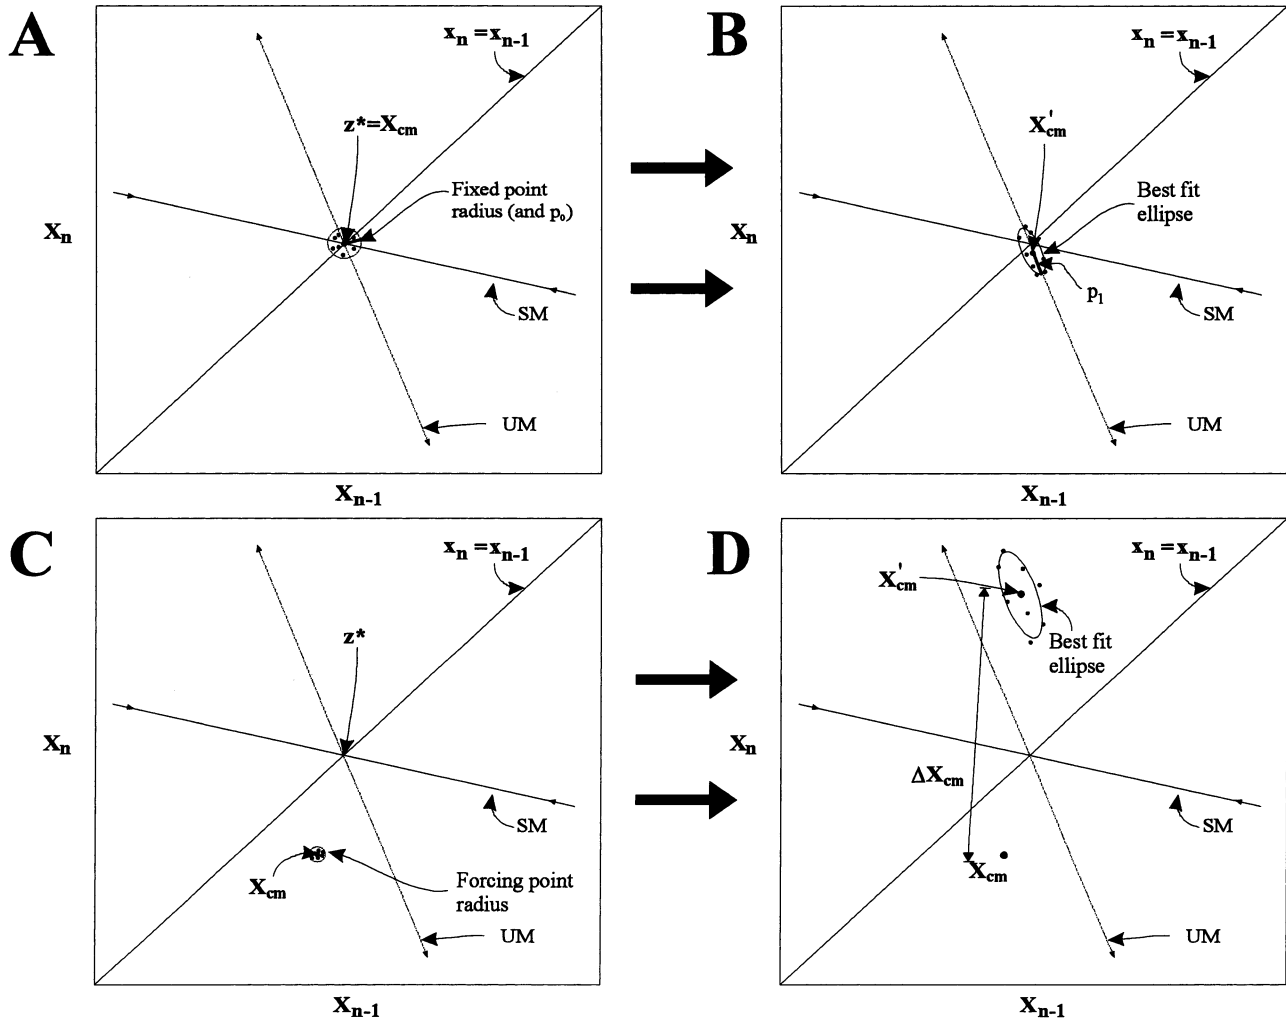 A
xn = xn-1
z*=Xcm
Fixed point
radius (and p0)
Xn
SM
UM
Xn-1
B
xn = xn-1
X'cm
Best fit
ellipse
Xn
p1
SM
UM
Xn-1
C
xn = xn-1
z*
Xn
SM
Xcm
Forcing point
radius
UM
Xn-1
D
xn = xn-1
X'cm
Best fit
ellipse
Xn
ΔXcm
SM
Xcm
UM
Xn-1